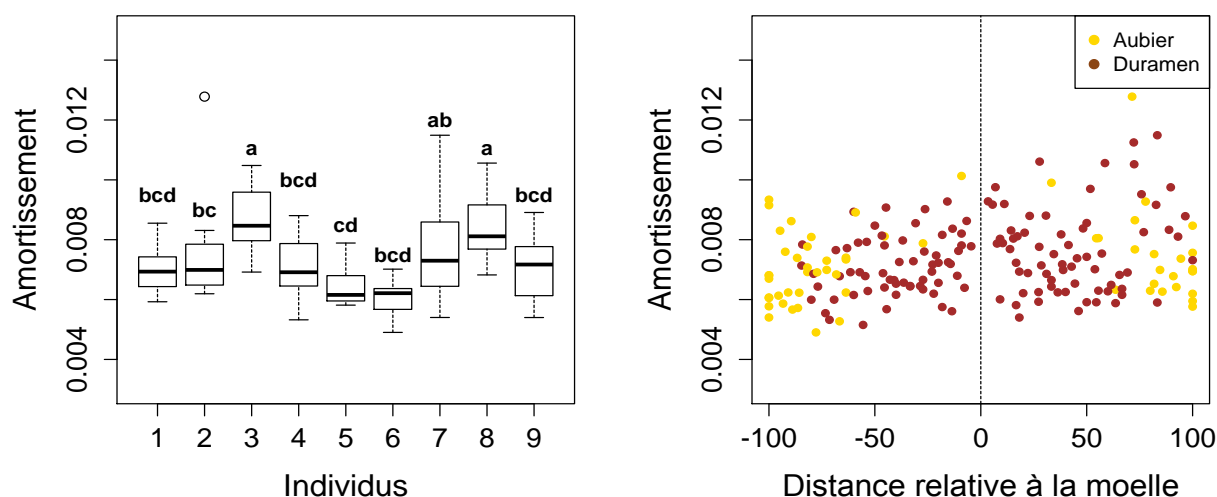 Amortissement
0.004
0.008
0.012
bcd
bc
a
bcd
cd
bcd
ab
a
bcd
1 2 3 4 5 6 7 8 9
Individus
Amortissement
0.004
0.008
0.012
Aubier
Duramen
-100 -50 0 50 100
Distance relative à la moelle